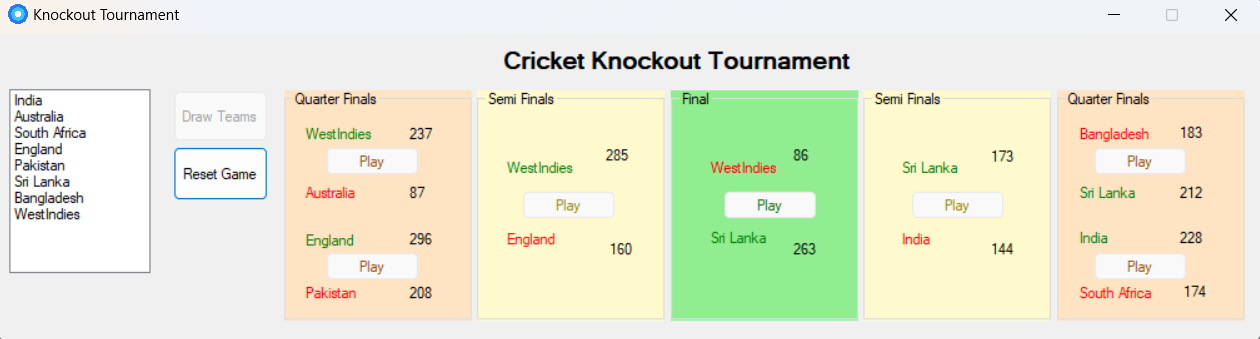 Knockout Tournament
Cricket Knockout Tournament
India
Australia
South Africa
England
Pakistan
Sri Lanka
Bangladesh
WestIndies
Draw Teams
Reset Game
Quarter Finals
WestIndies 237
Play
Australia 87
England 296
Play
Pakistan 208
Semi Finals
WestIndies 285
Play
England 160
Final
WestIndies 86
Play
Sri Lanka 263
Semi Finals
Sri Lanka 173
Play
India 144
Quarter Finals
Bangladesh 183
Play
Sri Lanka 212
India 228
Play
South Africa 174